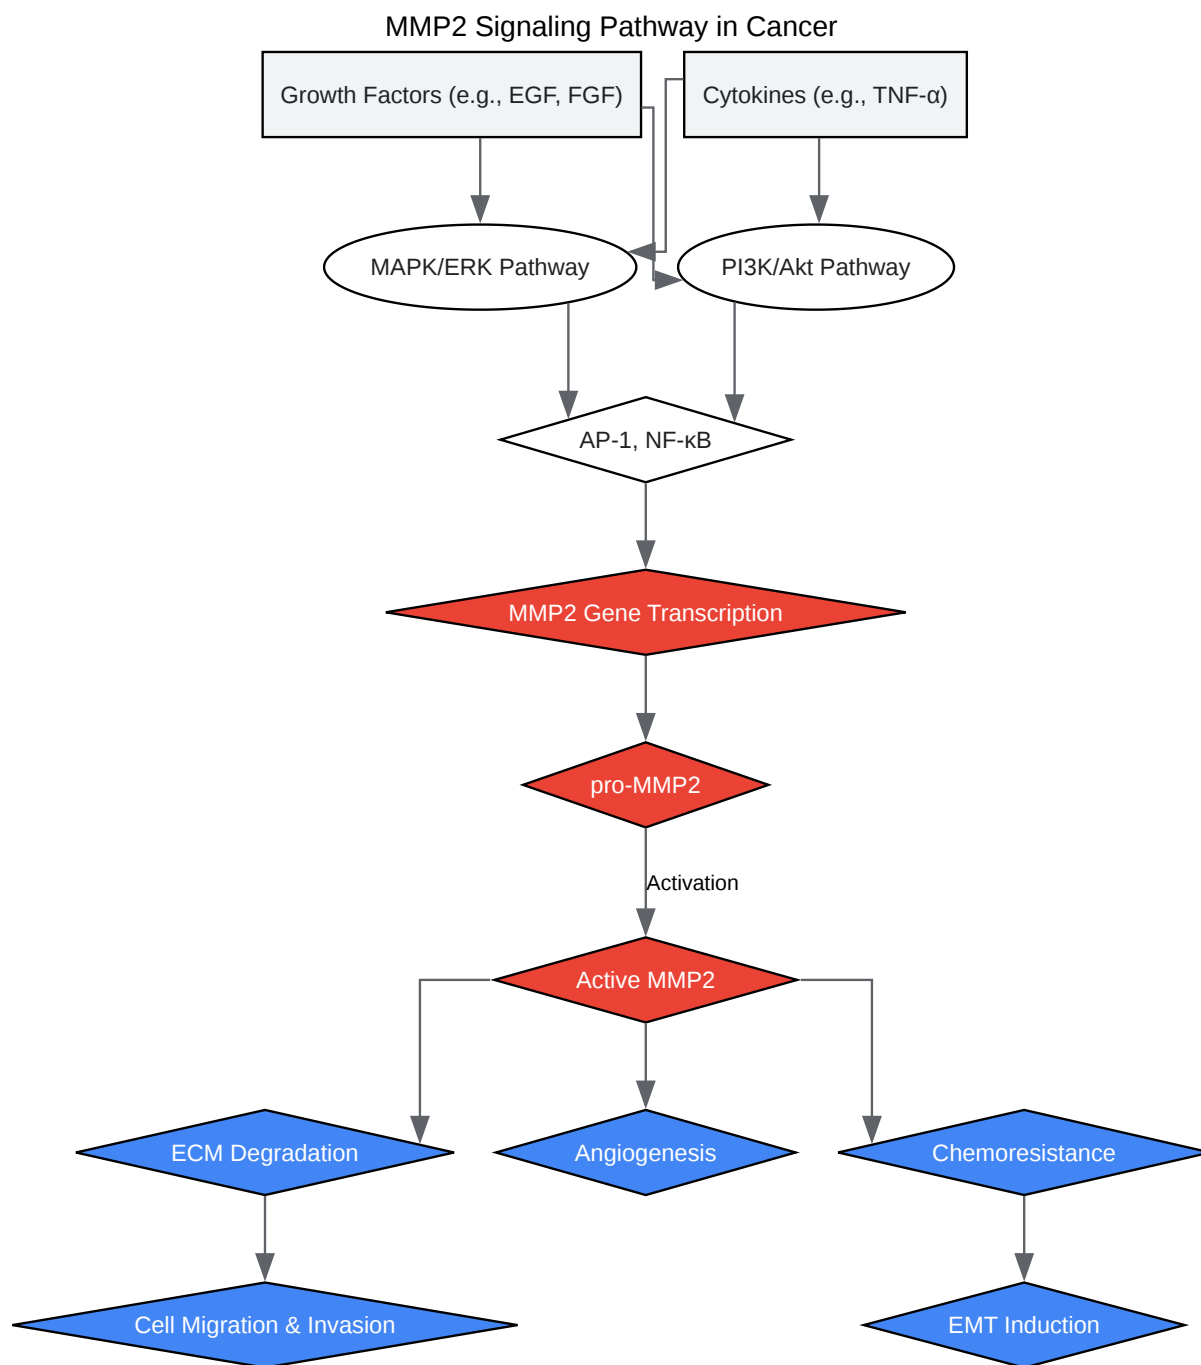 MMP2 Signaling Pathway in Cancer
Growth Factors (e.g., EGF, FGF)
Cytokines (e.g., TNF-α)
MAPK/ERK Pathway
PI3K/Akt Pathway
AP-1, NF-κB
MMP2 Gene Transcription
pro-MMP2
Activation
Active MMP2
ECM Degradation
Angiogenesis
Chemoresistance
Cell Migration & Invasion
EMT Induction